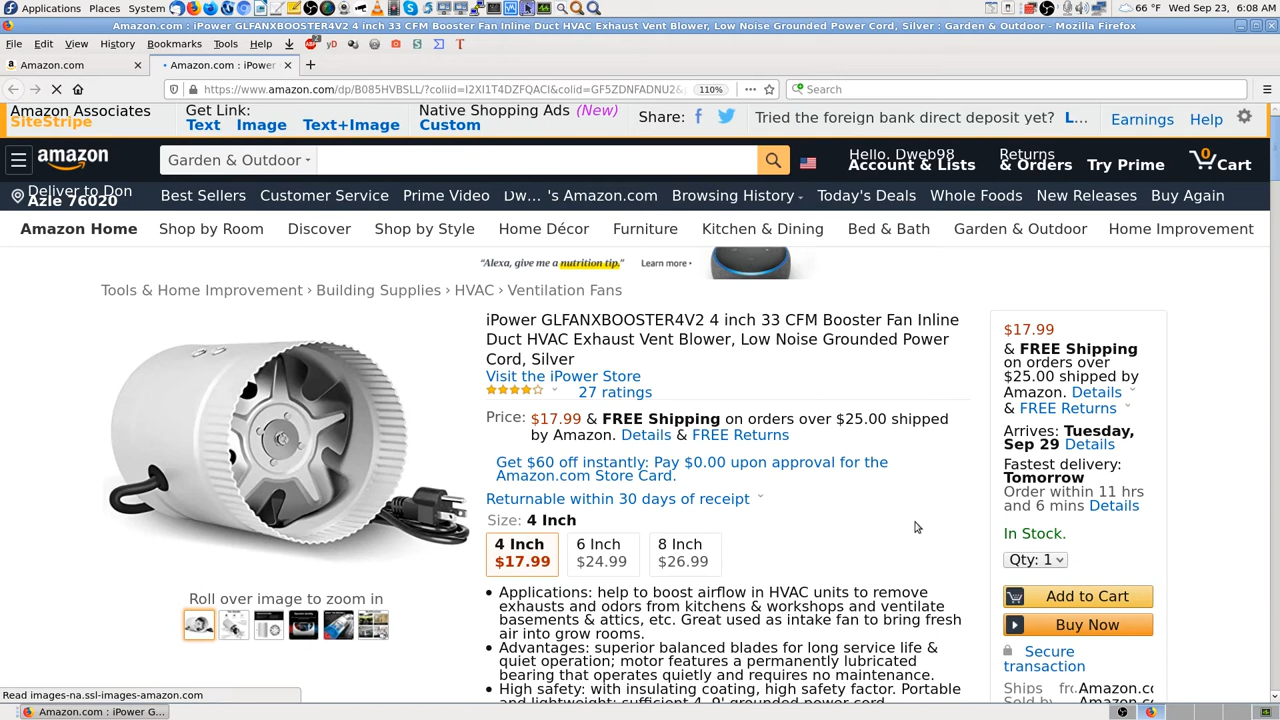 Applications Places System 66 °F Wed Sep 23, 6:08 AM
Amazon.com: iPower GLFANXBOOSTER4V2 4 inch 33 CFM Booster Fan Inline Duct HVAC Exhaust Vent Blower, Low Noise Grounded Power Cord, Silver : Garden & Outdoor - Mozilla Firefox
File Edit View History Bookmarks Tools Help
Amazon.com × Amazon.com : iPowe × +
https://www.amazon.com/dp/B085HVBSLL/?coliid=I2XI1T4DZFQACI&colid=GF5ZDNFADNU2& 110% Search
Amazon Associates
SiteStripe
Get Link:
Text Image Text+Image
Native Shopping Ads (New)
Custom
Share:
Tried the foreign bank direct deposit yet? L... Earnings Help
amazon
Garden & Outdoor
Hello, Dweb98
Account & Lists
Returns
& Orders
Try Prime
0
Cart
Deliver to Don
Azle 76020
Best Sellers Customer Service Prime Video Dw... 's Amazon.com Browsing History Today's Deals Whole Foods New Releases Buy Again
Amazon Home Shop by Room Discover Shop by Style Home Décor Furniture Kitchen & Dining Bed & Bath Garden & Outdoor Home Improvement
“Alexa, give me a nutrition tip.” Learn more
Tools & Home Improvement › Building Supplies › HVAC › Ventilation Fans
iPower GLFANXBOOSTER4V2 4 inch 33 CFM Booster Fan Inline
Duct HVAC Exhaust Vent Blower, Low Noise Grounded Power
Cord, Silver
Visit the iPower Store
27 ratings
Price: $17.99 & FREE Shipping on orders over $25.00 shipped
by Amazon. Details & FREE Returns
Get $60 off instantly: Pay $0.00 upon approval for the
Amazon.com Store Card.
Returnable within 30 days of receipt
Size: 4 Inch
4 Inch
$17.99
6 Inch
$24.99
8 Inch
$26.99
• Applications: help to boost airflow in HVAC units to remove
exhausts and odors from kitchens & workshops and ventilate
basements & attics, etc. Great used as intake fan to bring fresh
air into grow rooms.
• Advantages: superior balanced blades for long service life &
quiet operation; motor features a permanently lubricated
bearing that operates quietly and requires no maintenance.
• High safety: with insulating coating, high safety factor. Portable
and lightweight: sufficient 4. 9' grounded power cord
Roll over image to zoom in
$17.99
& FREE Shipping
on orders over
$25.00 shipped by
Amazon. Details
& FREE Returns
Arrives: Tuesday,
Sep 29 Details
Fastest delivery:
Tomorrow
Order within 11 hrs
and 6 mins Details
In Stock.
Qty: 1
Add to Cart
Buy Now
Secure
transaction
Ships fr Amazon.c
Sold Amazon.c
Read images-na.ssl-images-amazon.com
Amazon.com : iPower G...